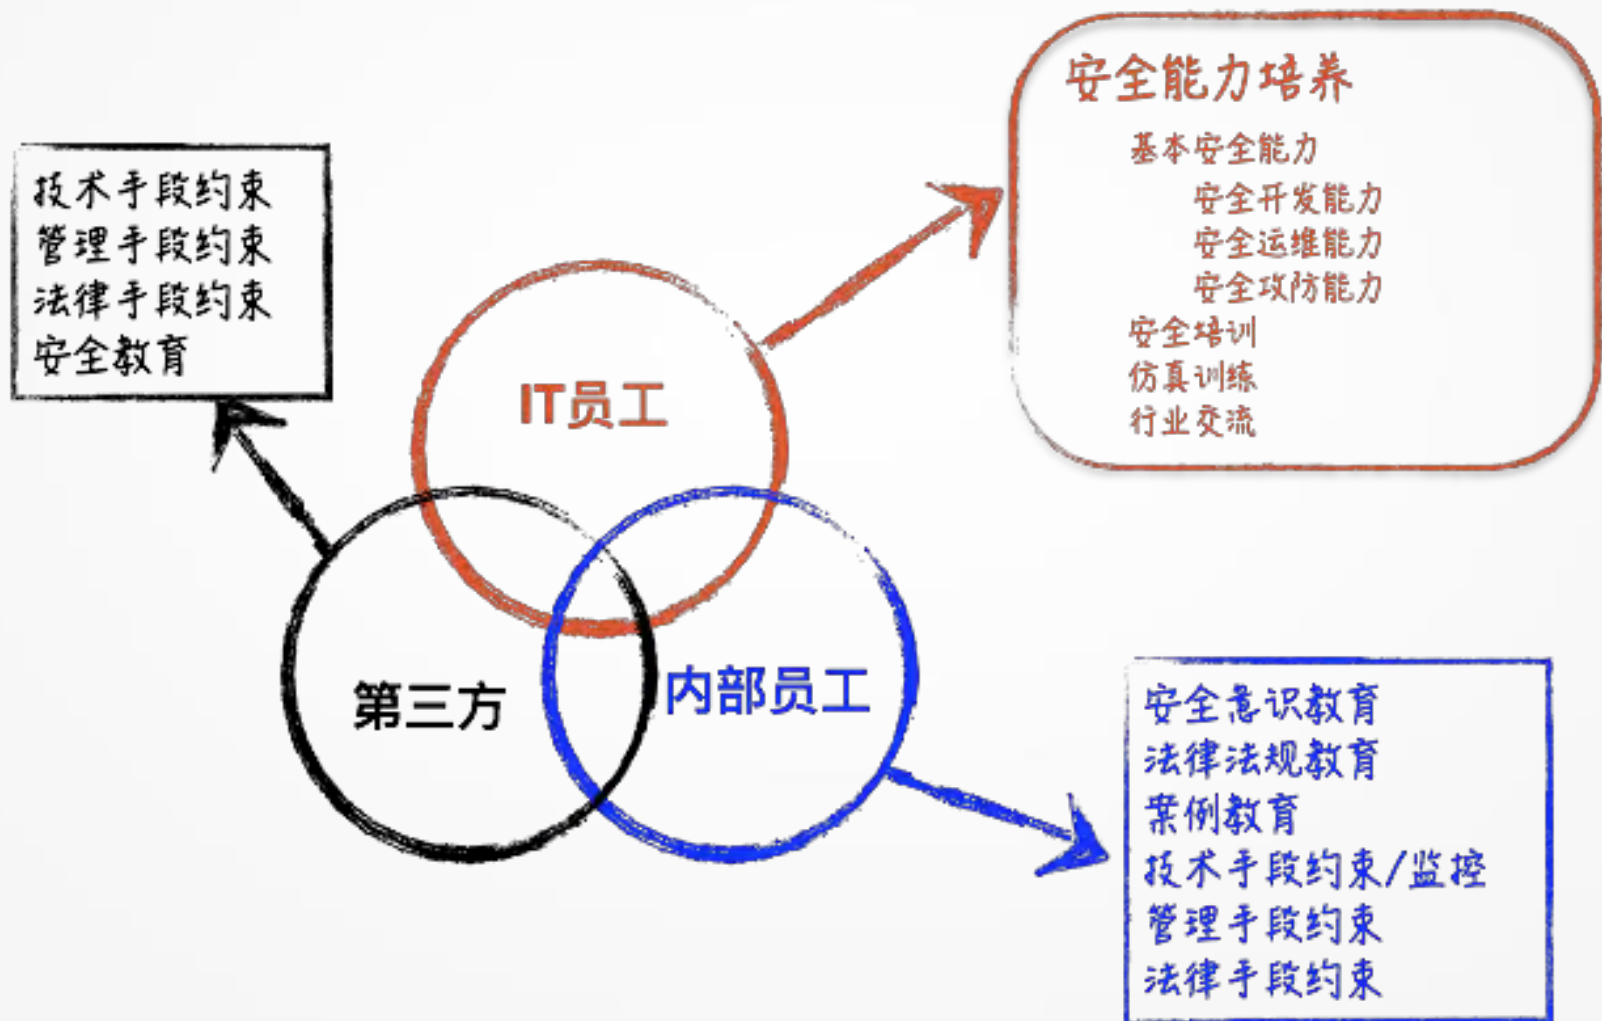 安全能力培养
基本安全能力
安全开发能力
安全运维能力
安全攻防能力
安全培训
仿真训练
行业交流
技术手段约束
管理手段约束
法律手段约束
安全教育
IT员工
第三方
内部员工
安全意识教育
法律法规教育
案例教育
技术手段约束/监控
管理手段约束
法律手段约束